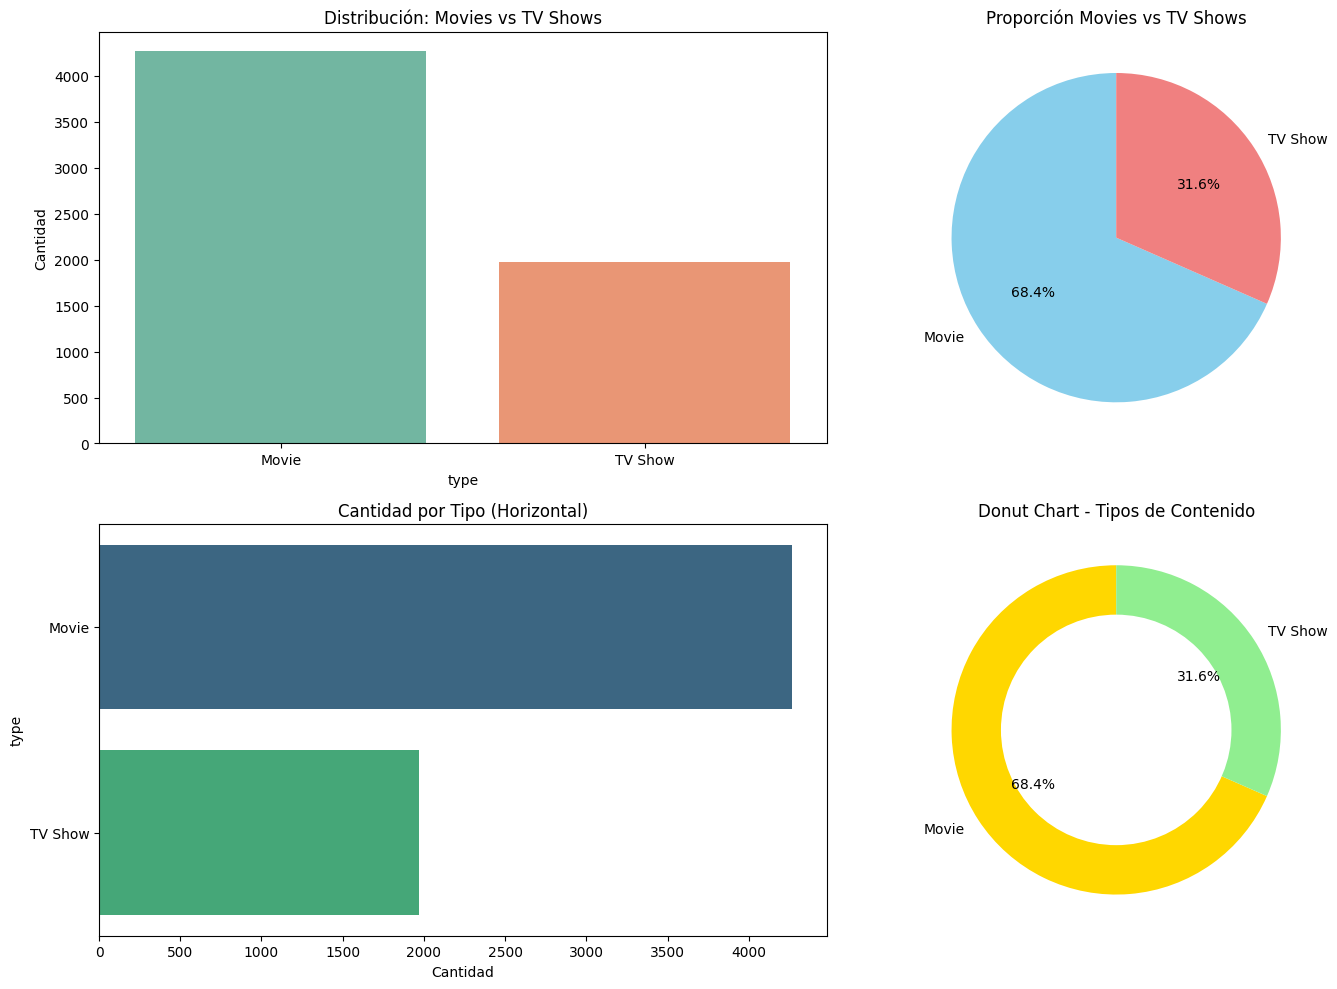 Distribución: Movies vs TV Shows
Cantidad
4000
3500
3000
2500
2000
1500
1000
500
0
Movie
TV Show
type
Proporción Movies vs TV Shows
TV Show
31.6%
68.4%
Movie
Cantidad por Tipo (Horizontal)
type
Movie
TV Show
0
500
1000
1500
2000
2500
3000
3500
4000
Cantidad
Donut Chart - Tipos de Contenido
TV Show
31.6%
68.4%
Movie